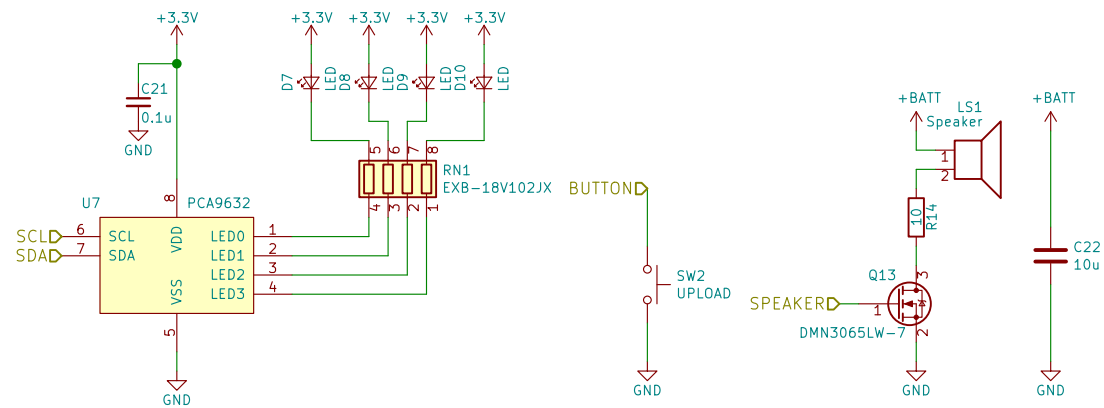 +3.3V
+3.3V
+3.3V
+3.3V
+3.3V
D7
LED
D8
LED
D9
LED
D10
LED
C21
0.1u
GND
5
6
7
8
RN1
EXB-18V102JX
4
3
2
1
U7
PCA9632
8
VDD
SCL
6
SCL
SDA
7
SDA
LED0
1
LED1
2
LED2
3
LED3
4
VSS
5
GND
BUTTON
SW2
UPLOAD
GND
+BATT
LS1
Speaker
1
2
10
R14
Q13
3
SPEAKER
1
DMN3065LW-7
2
GND
+BATT
C22
10u
GND